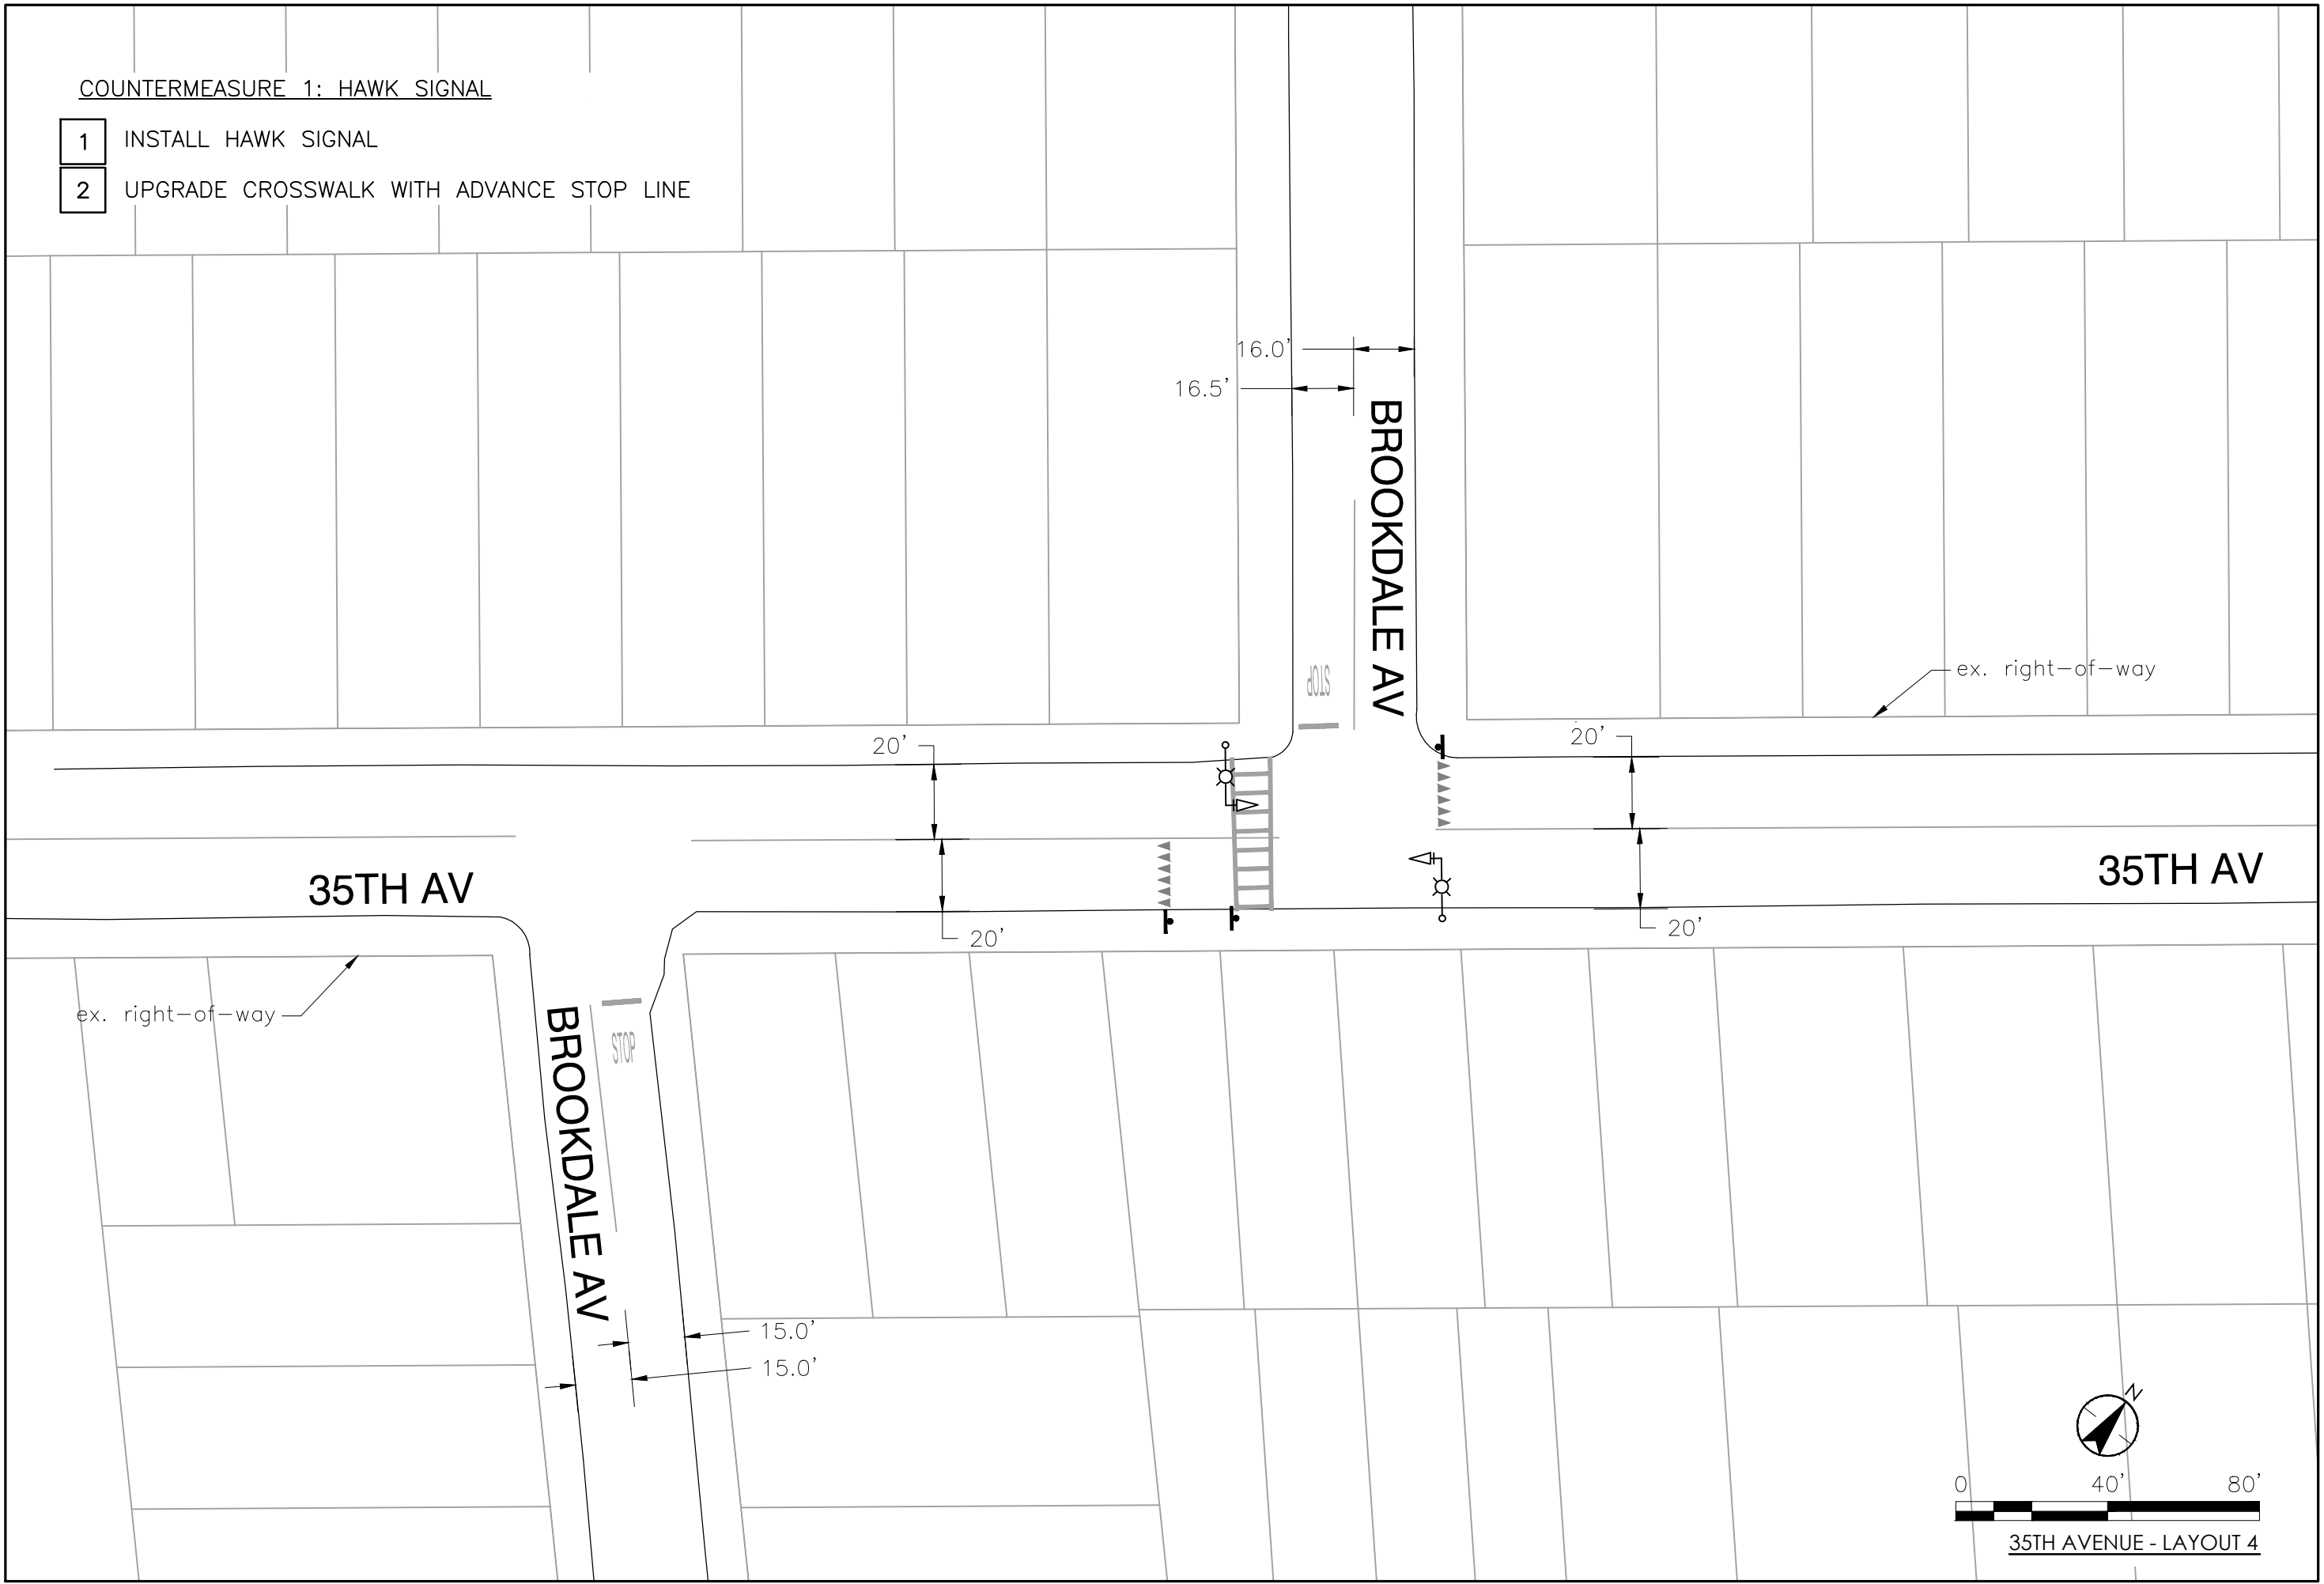 COUNTERMEASURE 1: HAWK SIGNAL
1 INSTALL HAWK SIGNAL
2 UPGRADE CROSSWALK WITH ADVANCE STOP LINE
16.0'
16.5'
BROOKDALE AV
STOP
ex. right-of-way
20'
20'
35TH AV
35TH AV
20'
20'
ex. right-of-way
BROOKDALE AV
STOP
15.0'
15.0'
N
0 40' 80'
35TH AVENUE - LAYOUT 4